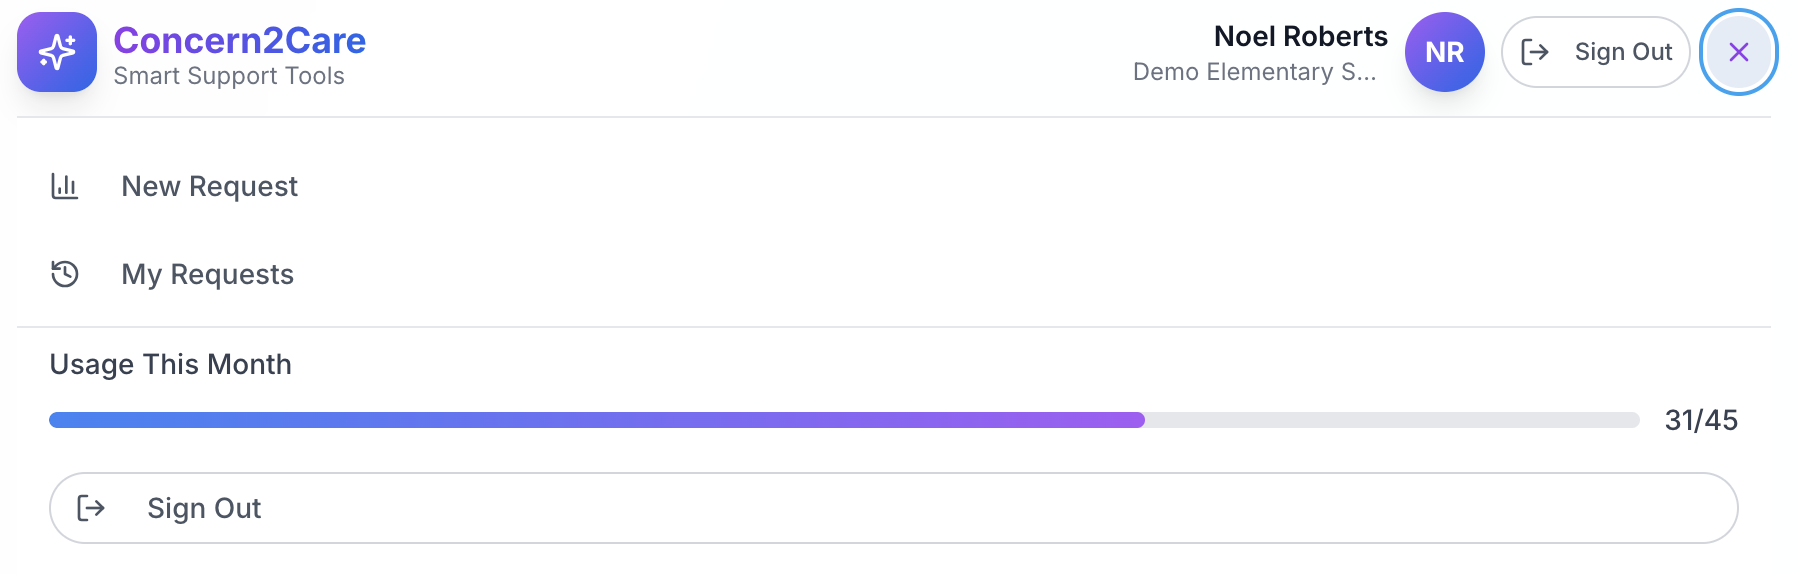 Concern2Care
Smart Support Tools
Noel Roberts
Demo Elementary S...
NR
Sign Out
New Request
My Requests
Usage This Month
31/45
Sign Out